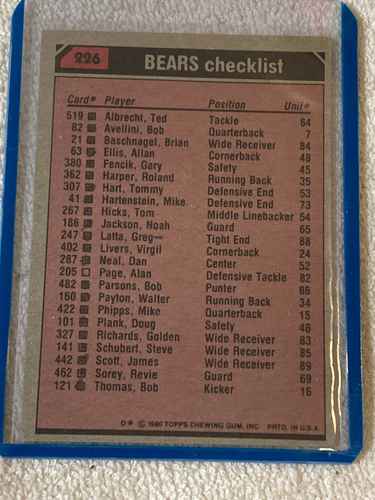 226 BEARS checklist
Card# Player Position Unif#
519 Albrecht, Ted Tackle 64
82 Avellini, Bob Quarterback 7
21 Baschnagel, Brian Wide Receiver 84
63 Ellis, Allan Cornerback 48
380 Fencik, Gary Safety 45
362 Harper, Roland Running Back 35
307 Hart, Tommy Defensive End 53
41 Hartenstein, Mike Defensive End 73
267 Hicks, Tom Middle Linebacker 54
186 Jackson, Noah Guard 65
247 Latta, Greg Tight End 88
402 Livers, Virgil Cornerback 24
287 Neal, Dan Center 52
205 Page, Alan Defensive Tackle 82
482 Parsons, Bob Punter 86
160 Payton, Walter Running Back 34
422 Phipps, Mike Quarterback 15
101 Plank, Doug Safety 46
327 Richards, Golden Wide Receiver 83
141 Schubert, Steve Wide Receiver 85
442 Scott, James Wide Receiver 89
462 Sorey, Revie Guard 69
121 Thomas, Bob Kicker 16
D* © 1980 TOPPS CHEWING GUM, INC. PRTD. IN U.S.A.